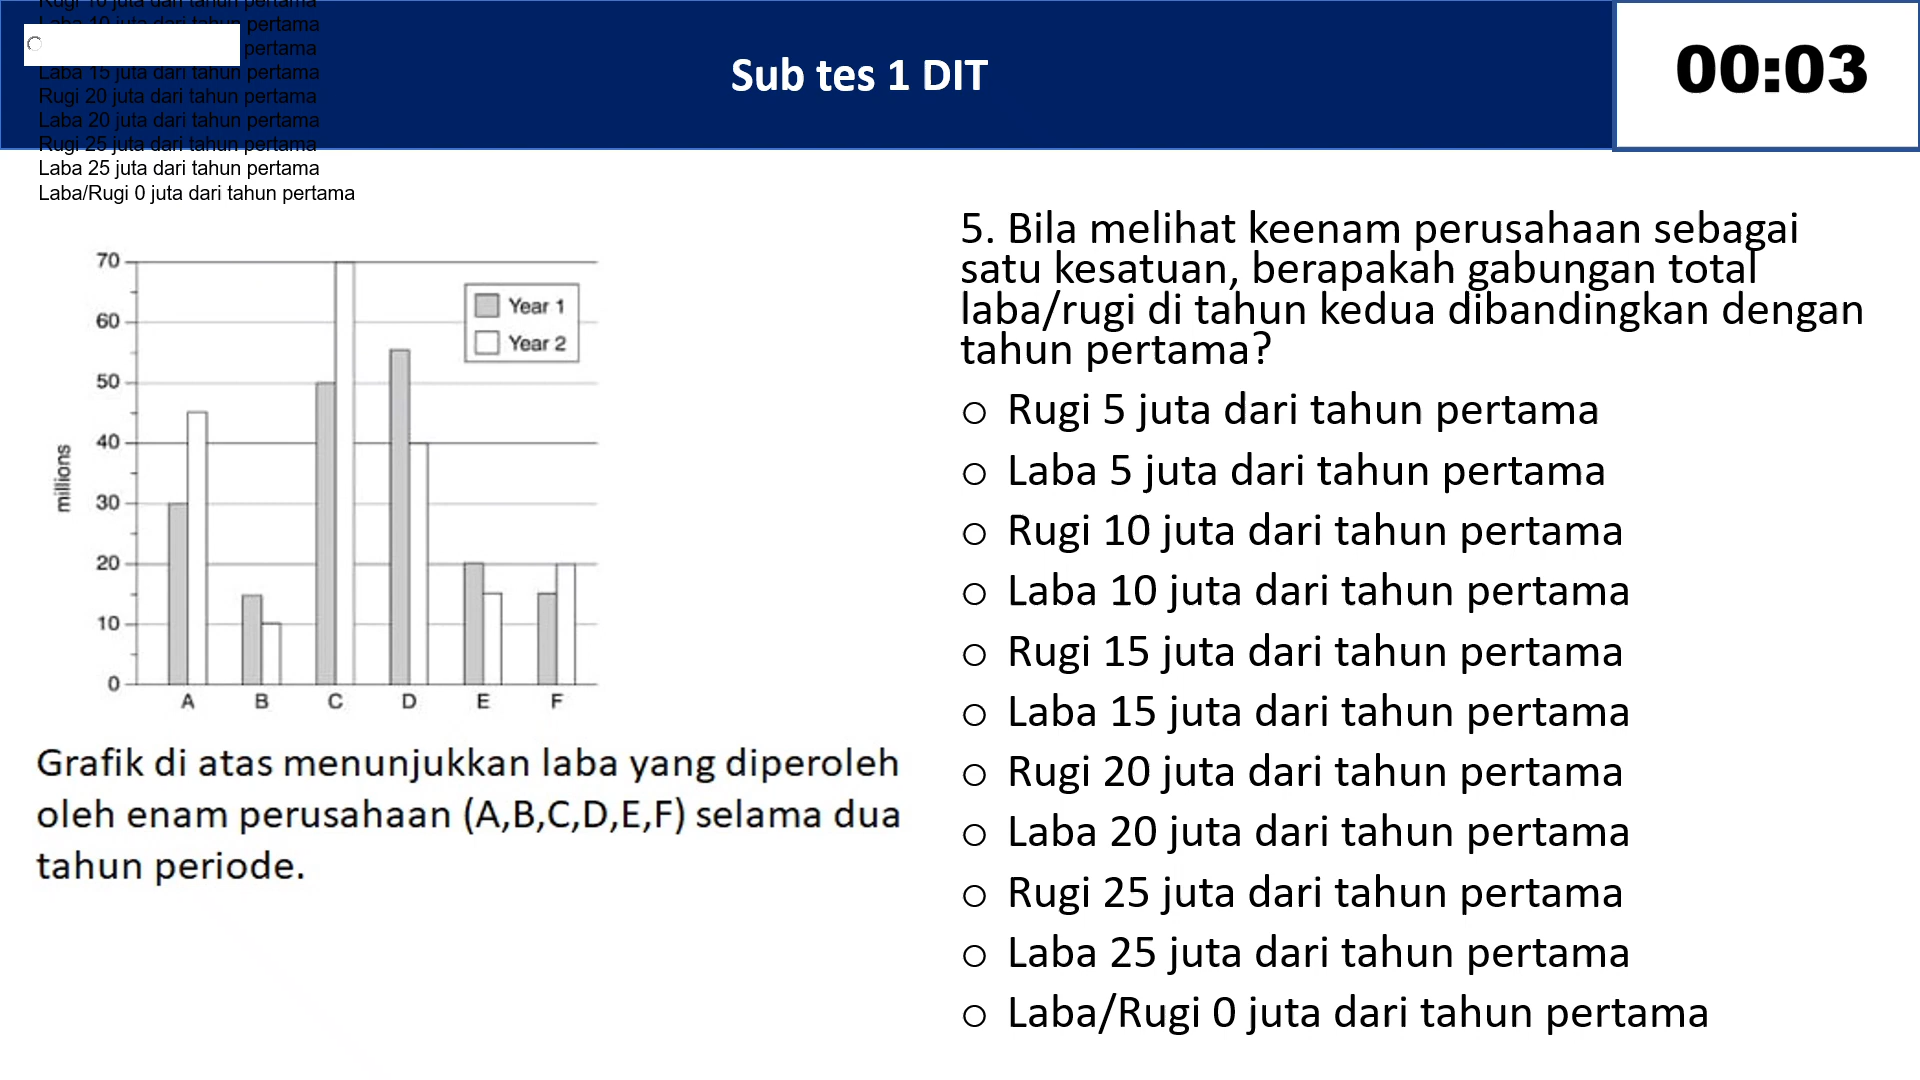 Rugi 10 juta dari tahun pertama
Laba 10 juta dari tahun pertama
pertama
Laba 15 juta dari tahun pertama
Rugi 20 juta dari tahun pertama
Laba 20 juta dari tahun pertama
Rugi 25 juta dari tahun pertama
Laba 25 juta dari tahun pertama
Laba/Rugi 0 juta dari tahun pertama
Sub tes 1 DIT
00:03
70
60
50
40
30
20
10
0
millions
Year 1
Year 2
A B C D E F
Grafik di atas menunjukkan laba yang diperoleh
oleh enam perusahaan (A,B,C,D,E,F) selama dua
tahun periode.
5. Bila melihat keenam perusahaan sebagai
satu kesatuan, berapakah gabungan total
laba/rugi di tahun kedua dibandingkan dengan
tahun pertama?
Rugi 5 juta dari tahun pertama
Laba 5 juta dari tahun pertama
Rugi 10 juta dari tahun pertama
Laba 10 juta dari tahun pertama
Rugi 15 juta dari tahun pertama
Laba 15 juta dari tahun pertama
Rugi 20 juta dari tahun pertama
Laba 20 juta dari tahun pertama
Rugi 25 juta dari tahun pertama
Laba 25 juta dari tahun pertama
Laba/Rugi 0 juta dari tahun pertama